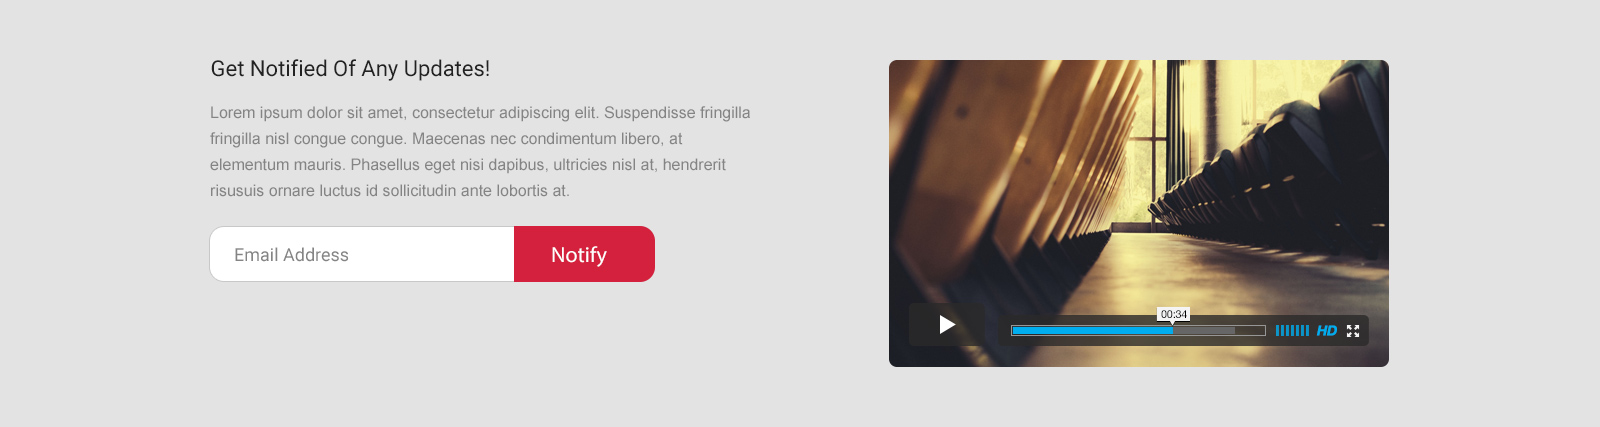 Get Notified Of Any Updates!
Lorem ipsum dolor sit amet, consectetur adipiscing elit. Suspendisse fringilla
fringilla nisl congue congue. Maecenas nec condimentum libero, at
elementum mauris. Phasellus eget nisi dapibus, ultricies nisl at, hendrerit
risusuis ornare luctus id sollicitudin ante lobortis at.
Email Address
Notify
00:34
HD